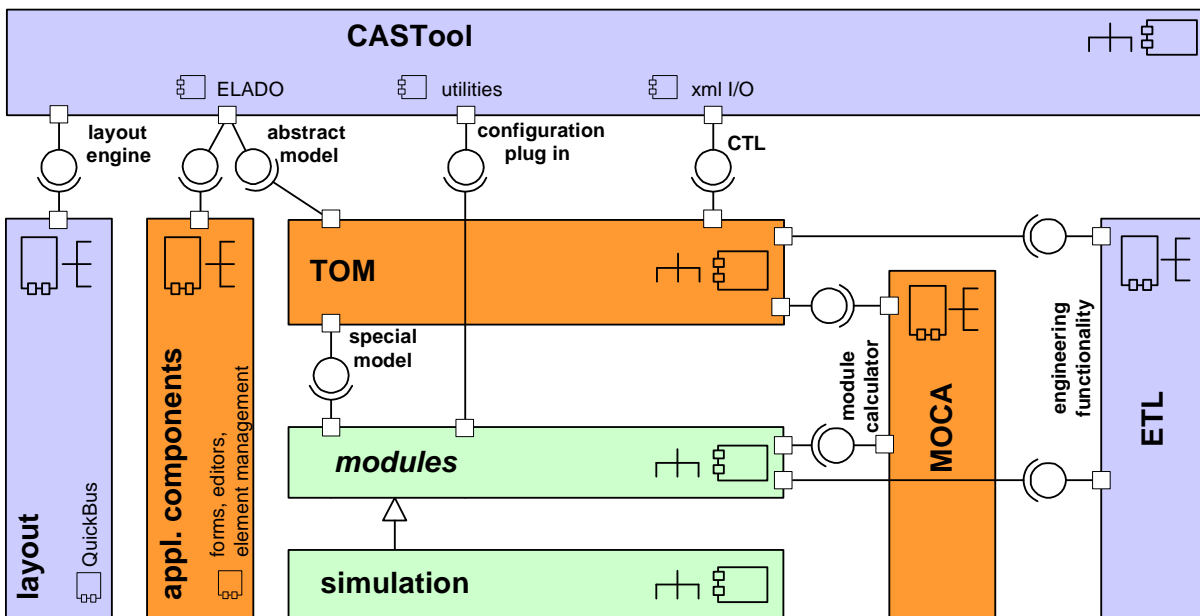 CASTool
ELADO
utilities
xml I/O
layout
engine
abstract
model
configuration
plug in
CTL
TOM
special
model
modules
simulation
layout
QuickBus
appl. components
forms, editors,
element management
module
calculator
MOCA
engineering
functionality
ETL